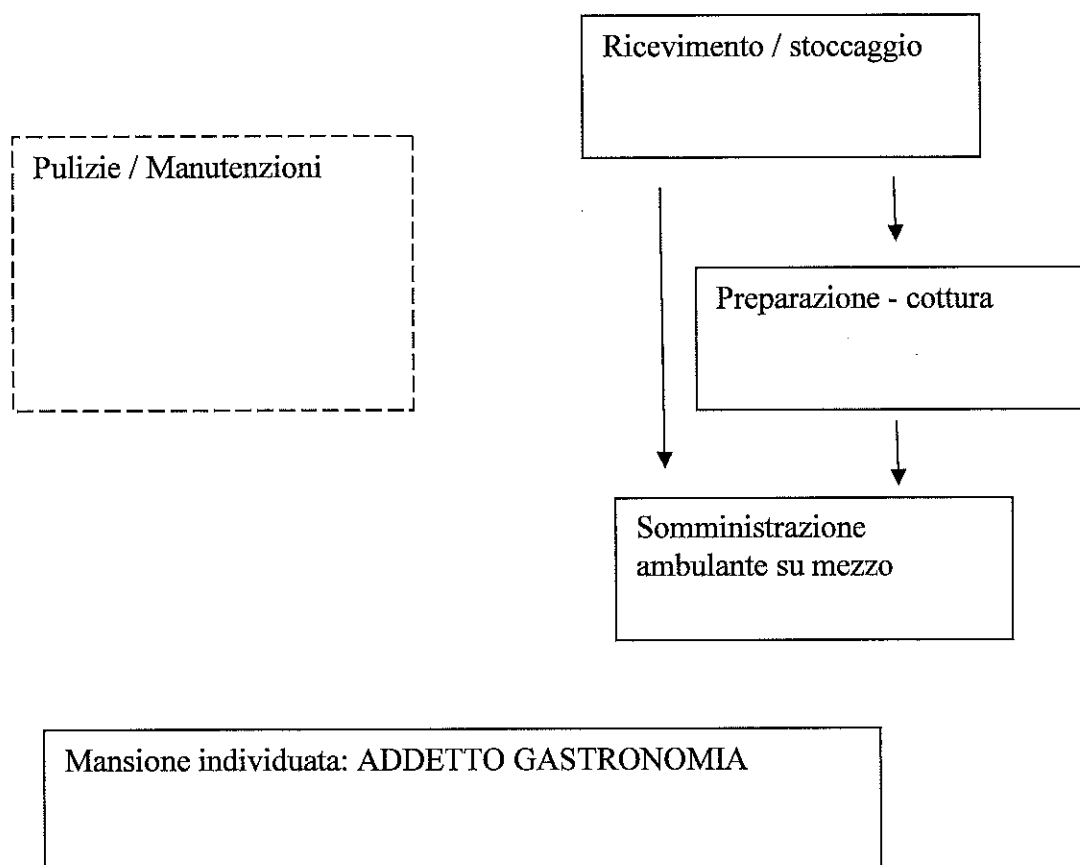 Ricevimento / stoccaggio
Pulizie / Manutenzioni
Preparazione - cottura
Somministrazione
ambulante su mezzo
Mansione individuata: ADDETTO GASTRONOMIA